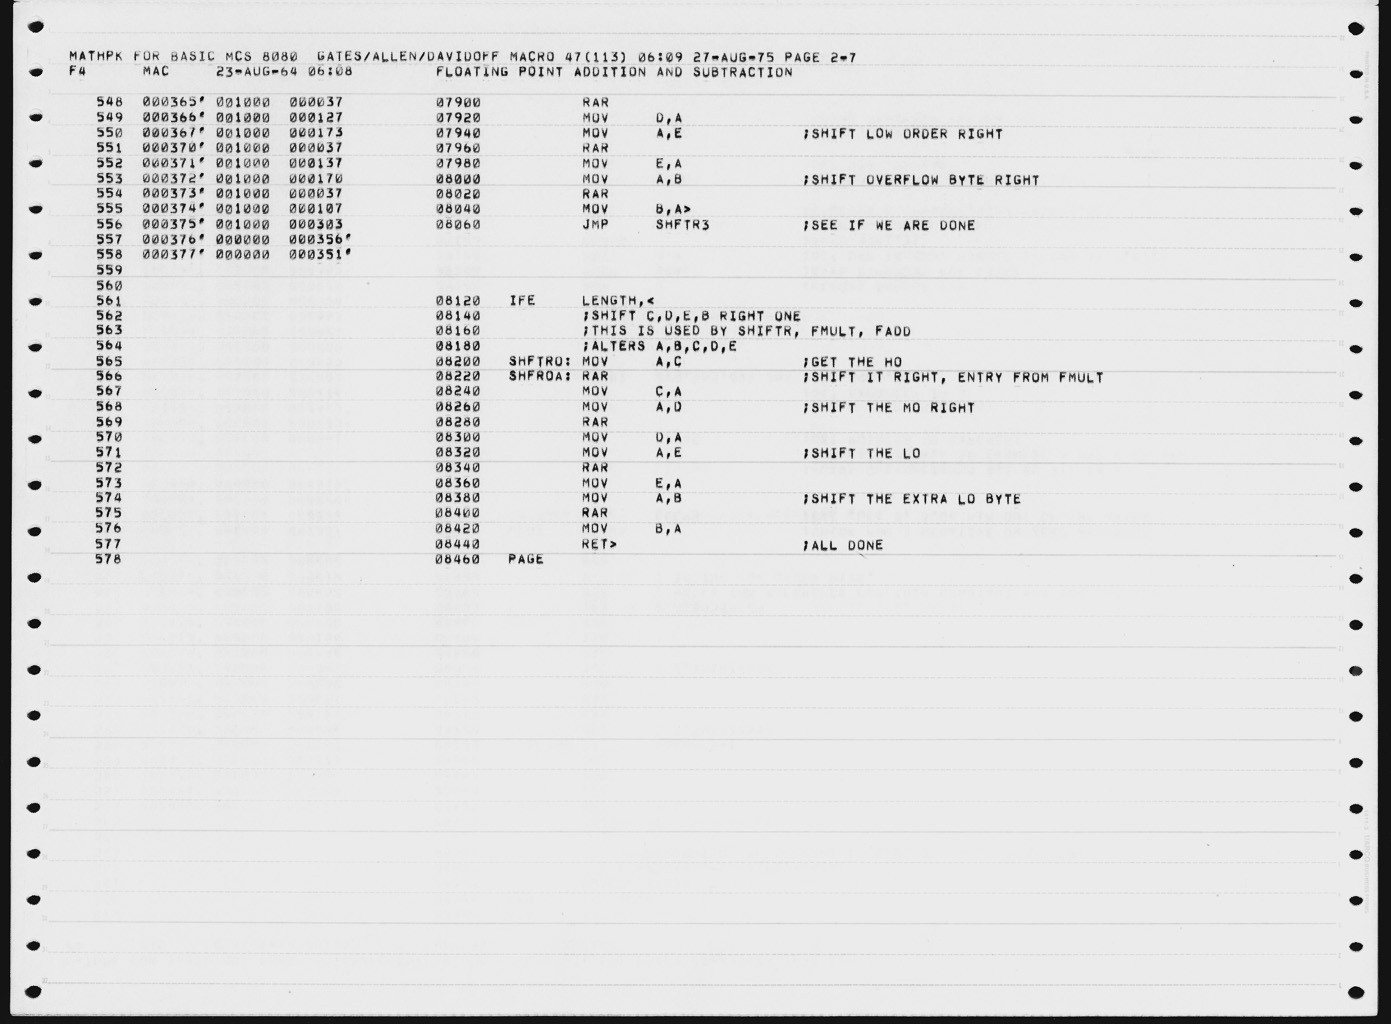 MATHPK FOR BASIC MCS 8080  GATES/ALLEN/DAVIDOFF MACRO 47(113) 06:09 27-AUG-75 PAGE 2-7
F4      MAC     23-AUG-64 06:08         FLOATING POINT ADDITION AND SUBTRACTION
548  000365' 001000  000037          07900           RAR
549  000366' 001000  000127          07920           MOV     D,A
550  000367' 001000  000173          07940           MOV     A,E             ;SHIFT LOW ORDER RIGHT
551  000370' 001000  000037          07960           RAR
552  000371' 001000  000137          07980           MOV     E,A
553  000372' 001000  000170          08000           MOV     A,B             ;SHIFT OVERFLOW BYTE RIGHT
554  000373' 001000  000037          08020           RAR
555  000374' 001000  000107          08040           MOV     B,A>
556  000375' 001000  000303          08060           JMP     SHFTR3          ;SEE IF WE ARE DONE
557  000376' 000000  000356'
558  000377' 000000  000351'
559
560
561                                  08120   IFE     LENGTH,<
562                                  08140           ;SHIFT C,D,E,B RIGHT ONE
563                                  08160           ;THIS IS USED BY SHIFTR, FMULT, FADD
564                                  08180           ;ALTERS A,B,C,D,E
565                                  08200   SHFTRO: MOV     A,C             ;GET THE HO
566                                  08220   SHFROA: RAR                     ;SHIFT IT RIGHT, ENTRY FROM FMULT
567                                  08240           MOV     C,A
568                                  08260           MOV     A,D             ;SHIFT THE MO RIGHT
569                                  08280           RAR
570                                  08300           MOV     D,A
571                                  08320           MOV     A,E             ;SHIFT THE LO
572                                  08340           RAR
573                                  08360           MOV     E,A
574                                  08380           MOV     A,B             ;SHIFT THE EXTRA LO BYTE
575                                  08400           RAR
576                                  08420           MOV     B,A
577                                  08440           RET>                    ;ALL DONE
578                                  08460   PAGE